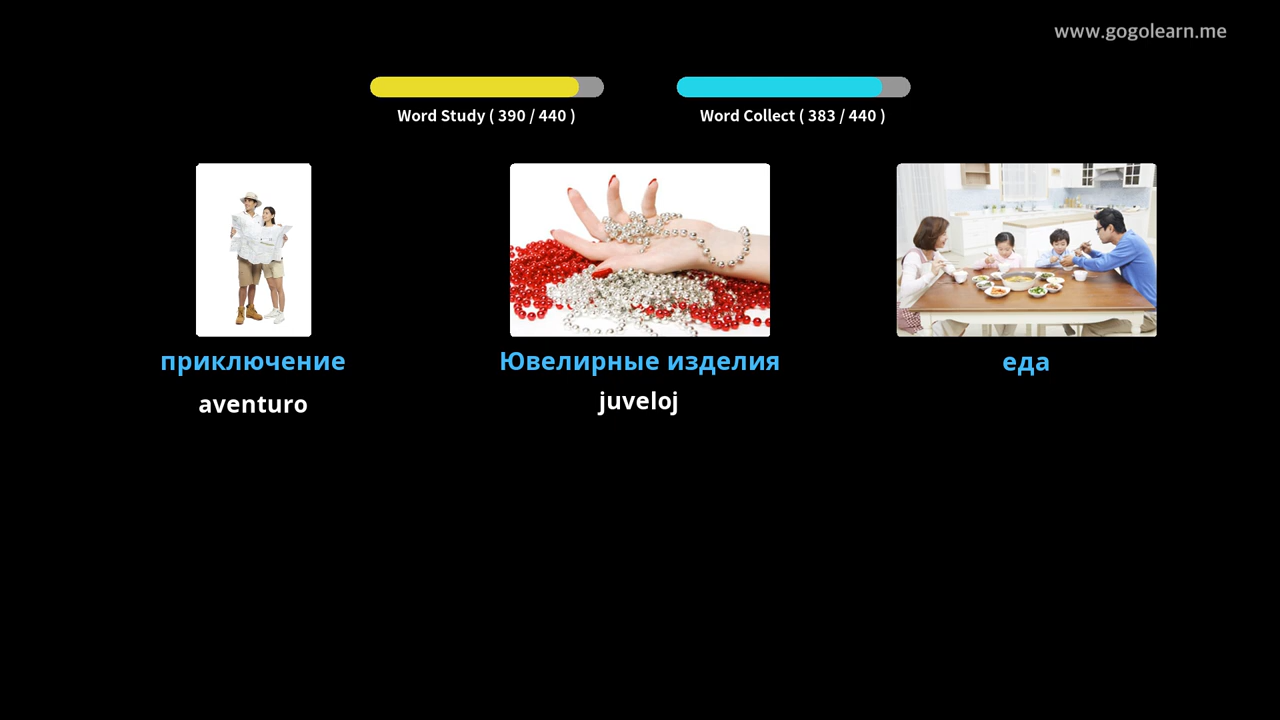 www.gogolearn.me
Word Study ( 390 / 440 )
Word Collect ( 383 / 440 )
приключение
aventuro
Ювелирные изделия
juveloj
еда